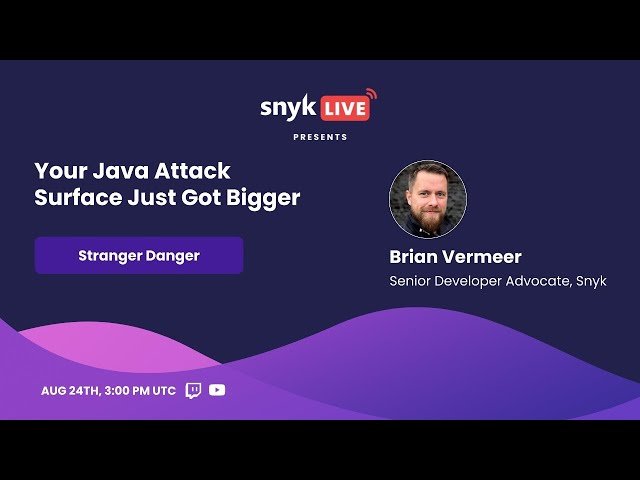 snyk LIVE
PRESENTS
Your Java Attack
Surface Just Got Bigger
Stranger Danger
Brian Vermeer
Senior Developer Advocate, Snyk
AUG 24TH, 3:00 PM UTC